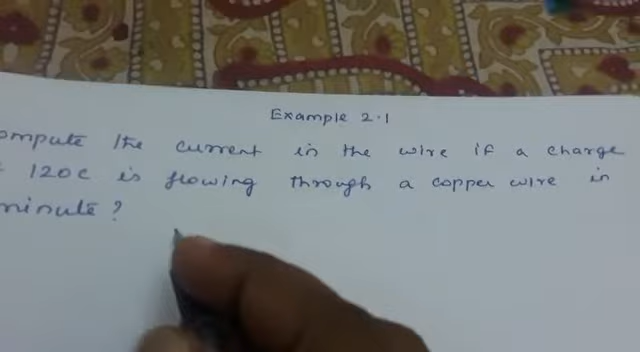 Example 2.1
ompute the current in the wire if a charge
120C is flowing through a copper wire in
minute?